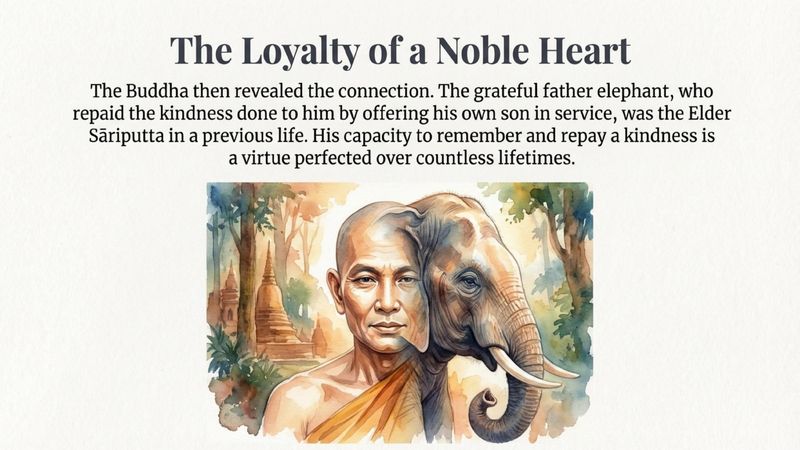 The Loyalty of a Noble Heart
The Buddha then revealed the connection. The grateful father elephant, who
repaid the kindness done to him by offering his own son in service, was the Elder
Sāriputta in a previous life. His capacity to remember and repay a kindness is
a virtue perfected over countless lifetimes.